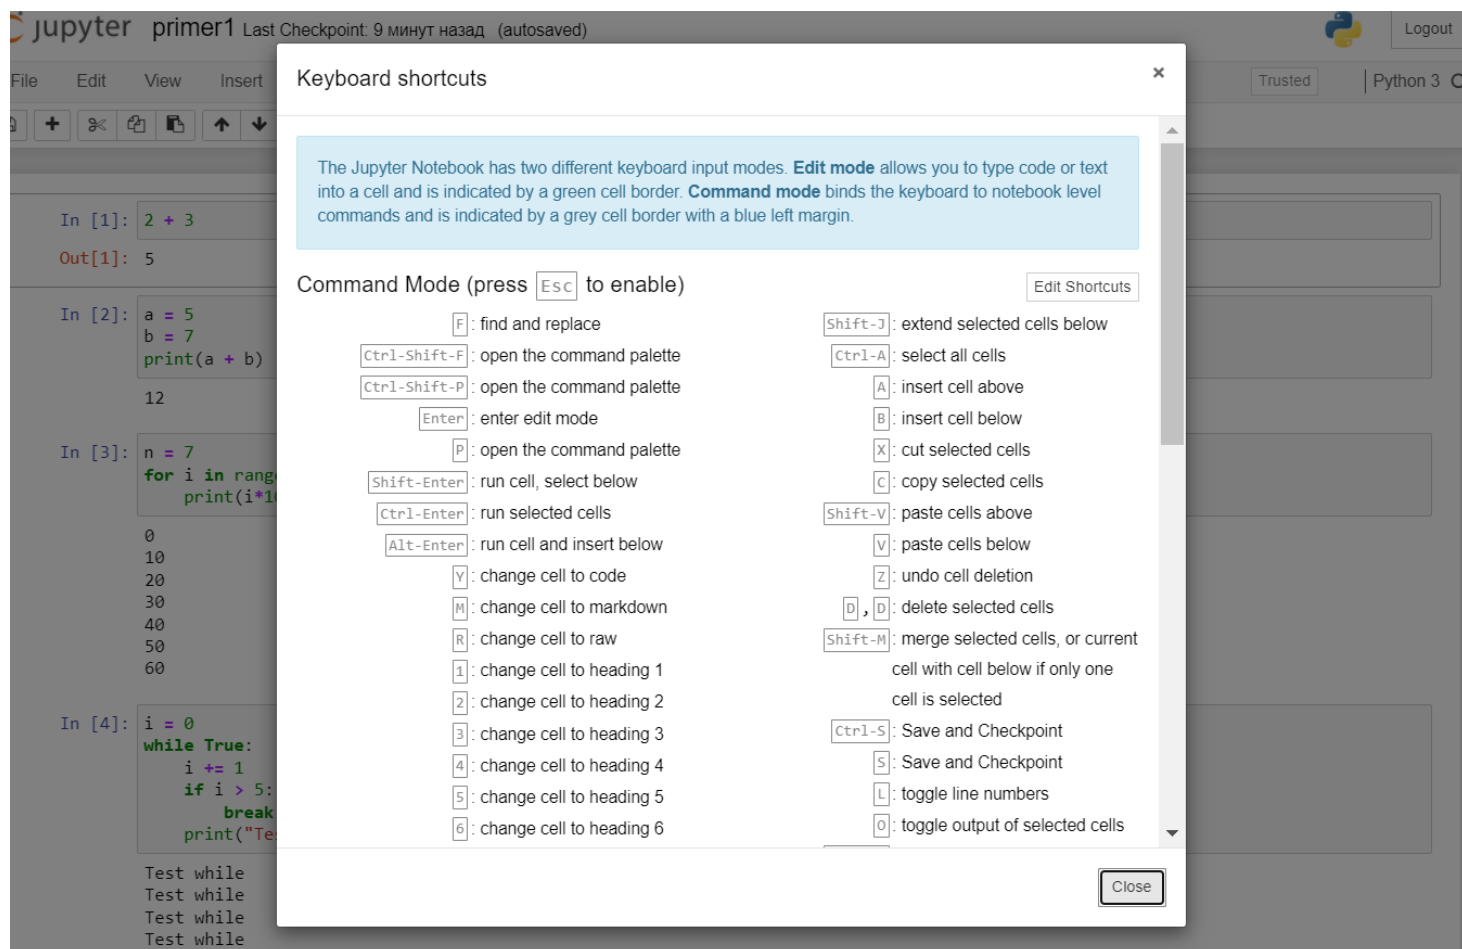 jupyter primer1 Last Checkpoint: 9 минут назад (autosaved)
Logout
File Edit View Insert
Trusted
Python 3
In [1]: 2 + 3
Out[1]: 5
In [2]: a = 5
b = 7
print(a + b)
12
In [3]: n = 7
for i in range
print(i*10
0
10
20
30
40
50
60
In [4]: i = 0
while True:
i += 1
if i > 5:
break
print("Te
Test while
Test while
Test while
Test while
Keyboard shortcuts
×
The Jupyter Notebook has two different keyboard input modes. Edit mode allows you to type code or text
into a cell and is indicated by a green cell border. Command mode binds the keyboard to notebook level
commands and is indicated by a grey cell border with a blue left margin.
Command Mode (press Esc to enable)
Edit Shortcuts
F : find and replace
Ctrl-Shift-F : open the command palette
Ctrl-Shift-P : open the command palette
Enter : enter edit mode
P : open the command palette
Shift-Enter : run cell, select below
Ctrl-Enter : run selected cells
Alt-Enter : run cell and insert below
Y : change cell to code
M : change cell to markdown
R : change cell to raw
1 : change cell to heading 1
2 : change cell to heading 2
3 : change cell to heading 3
4 : change cell to heading 4
5 : change cell to heading 5
6 : change cell to heading 6
Shift-J : extend selected cells below
Ctrl-A : select all cells
A : insert cell above
B : insert cell below
X : cut selected cells
C : copy selected cells
Shift-V : paste cells above
V : paste cells below
Z : undo cell deletion
D , D : delete selected cells
Shift-M : merge selected cells, or current
cell with cell below if only one
cell is selected
Ctrl-S : Save and Checkpoint
S : Save and Checkpoint
L : toggle line numbers
O : toggle output of selected cells
Close